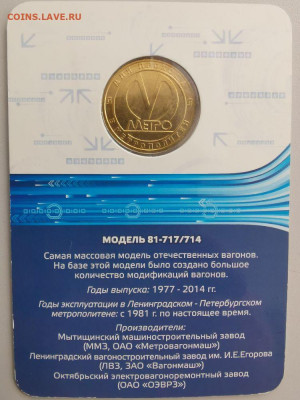 COINS.LAVE.RU
МЕТРО
МОДЕЛЬ 81-717/714
Самая массовая модель отечественных вагонов.
На базе этой модели было создано большое
количество модификаций вагонов.
Годы выпуска: 1977 - 2014 гг.
Годы эксплуатации в Ленинградском - Петербургском
метрополитене: с 1981 г. по настоящее время.
Производители:
Мытищинский машиностроительный завод
(ММЗ, ОАО «Метровагонмаш»)
Ленинградский вагоностроительный завод им. И.Е.Егорова
(ЛВЗ, ЗАО «Вагонмаш»)
Октябрьский электровагоноремонтный завод
(ОАО «ОЭВРЗ»)